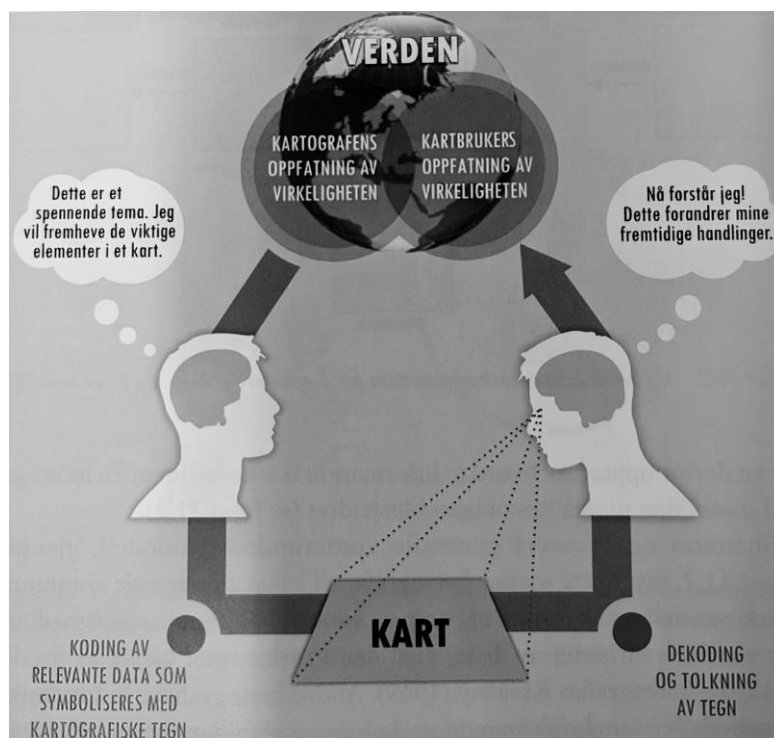 VERDEN
KARTOGRAFENS
OPPFATNING AV
VIRKELIGHETEN
KARTBRUKERS
OPPFATNING AV
VIRKELIGHETEN
Dette er et
spennende tema. Jeg
vil fremheve de viktige
elementer i et kart.
Nå forstår jeg!
Dette forandrer mine
fremtidige handlinger.
KART
KODING AV
RELEVANTE DATA SOM
SYMBOLISERES MED
KARTOGRAFISKE TEGN
DEKODING
OG TOLKNING
AV TEGN